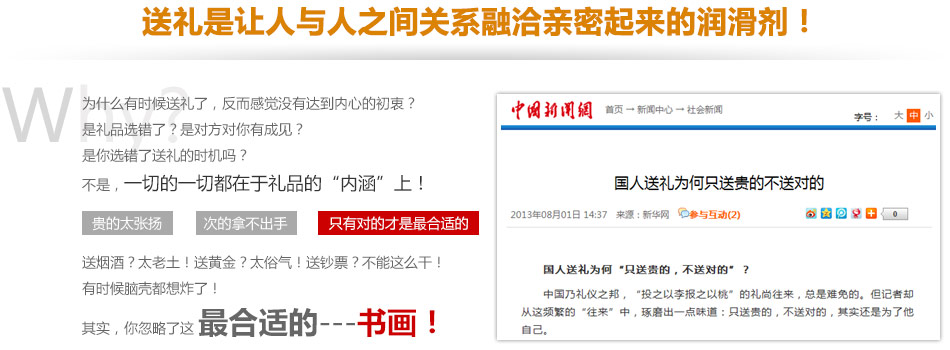 送礼是让人与人之间关系融洽亲密起来的润滑剂！
Why?
为什么有时候送礼了，反而感觉没有达到内心的初衷？
是礼品选错了？是对方对你有成见？
是你选错了送礼的时机吗？
不是，一切的一切都在于礼品的“内涵”上！
贵的太张扬 次的拿不出手 只有对的才是最合适的
送烟酒？太老土！送黄金？太俗气！送钞票？不能这么干！
有时候脑壳都想炸了！
其实，你忽略了这 最合适的---书画！
中國新聞網 首页 → 新闻中心 → 社会新闻
字号： 大 中 小
国人送礼为何只送贵的不送对的
2013年08月01日 14:37 来源：新华网 参与互动(2) 0
国人送礼为何“只送贵的，不送对的”？
中国乃礼仪之邦，“投之以李报之以桃”的礼尚往来，总是难免的。但记者却
从这频繁的“往来”中，琢磨出一点味道：只送贵的，不送对的，其实还是为了他
自己。